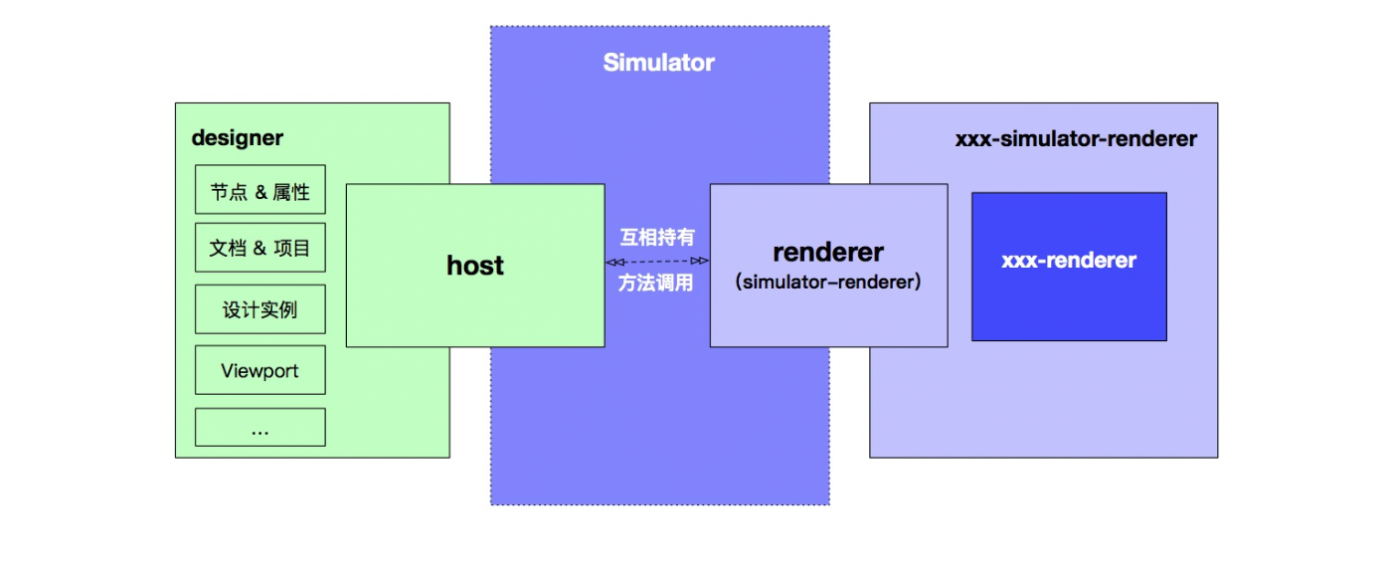 Simulator
designer
节点 & 属性
文档 & 项目
设计实例
Viewport
...
host
互相持有
方法调用
renderer
（simulator-renderer）
xxx-simulator-renderer
xxx-renderer